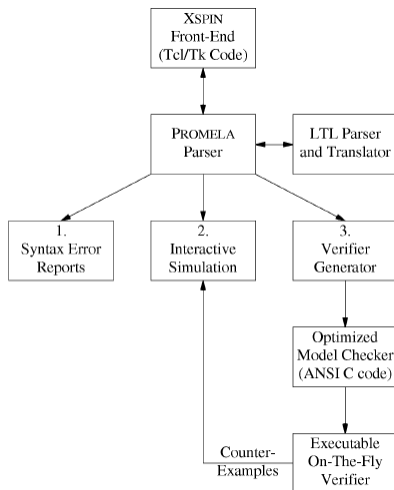 XSPIN
Front-End
(Tcl/Tk Code)
PROMELA
Parser
LTL Parser
and Translator
1.
Syntax Error
Reports
2.
Interactive
Simulation
3.
Verifier
Generator
Optimized
Model Checker
(ANSI C code)
Counter-
Examples
Executable
On-The-Fly
Verifier